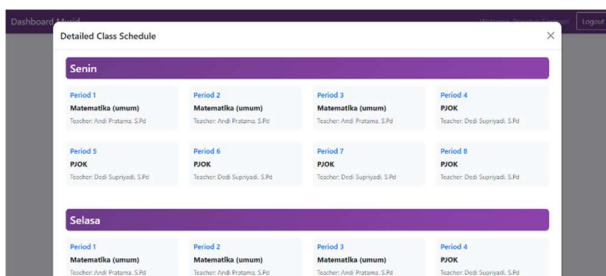 Dashboard Murid
Logout
Detailed Class Schedule
Senin
Period 1
Matematika (umum)
Teacher: Andi Pratama, S.Pd
Period 2
Matematika (umum)
Teacher: Andi Pratama, S.Pd
Period 3
Matematika (umum)
Teacher: Andi Pratama, S.Pd
Period 4
PJOK
Teacher: Dedi Supriyadi, S.Pd
Period 5
PJOK
Teacher: Dedi Supriyadi, S.Pd
Period 6
PJOK
Teacher: Dedi Supriyadi, S.Pd
Period 7
PJOK
Teacher: Dedi Supriyadi, S.Pd
Period 8
PJOK
Teacher: Dedi Supriyadi, S.Pd
Selasa
Period 1
Matematika (umum)
Teacher: Andi Pratama, S.Pd
Period 2
Matematika (umum)
Teacher: Andi Pratama, S.Pd
Period 3
Matematika (umum)
Teacher: Andi Pratama, S.Pd
Period 4
PJOK
Teacher: Dedi Supriyadi, S.Pd